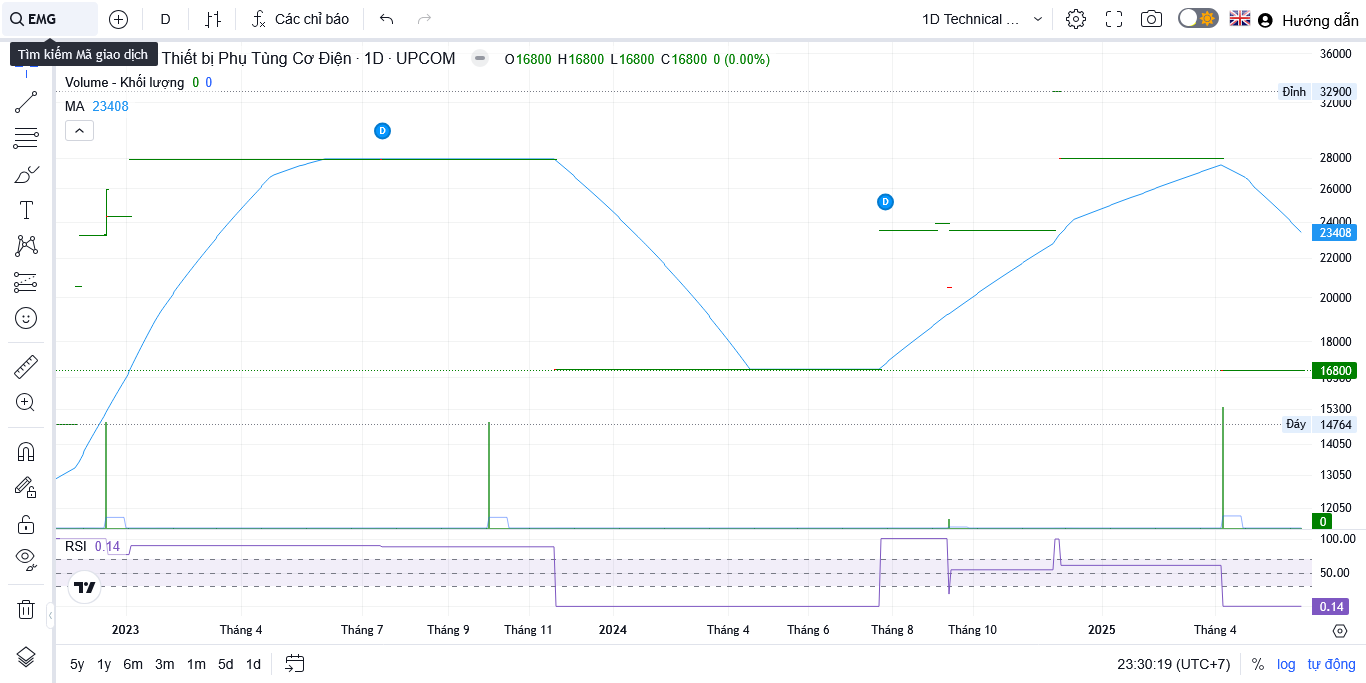 EMG
D
Các chỉ báo
1D Technical ...
Hướng dẫn
Tìm kiếm Mã giao dịch
Thiết bị Phụ Tùng Cơ Điện · 1D · UPCOM
O16800 H16800 L16800 C16800 0 (0.00%)
Volume - Khối lượng 0 0
MA 23408
D
D
36000
Đỉnh 32900
32000
28000
26000
24000
23408
22000
20000
18000
16800
15300
Đáy 14764
14050
13050
12050
0
RSI 0.14
100.00
50.00
0.14
2023 Tháng 4 Tháng 7 Tháng 9 Tháng 11 2024 Tháng 4 Tháng 6 Tháng 8 Tháng 10 2025 Tháng 4
5y 1y 6m 3m 1m 5d 1d
23:30:19 (UTC+7) % log tự động